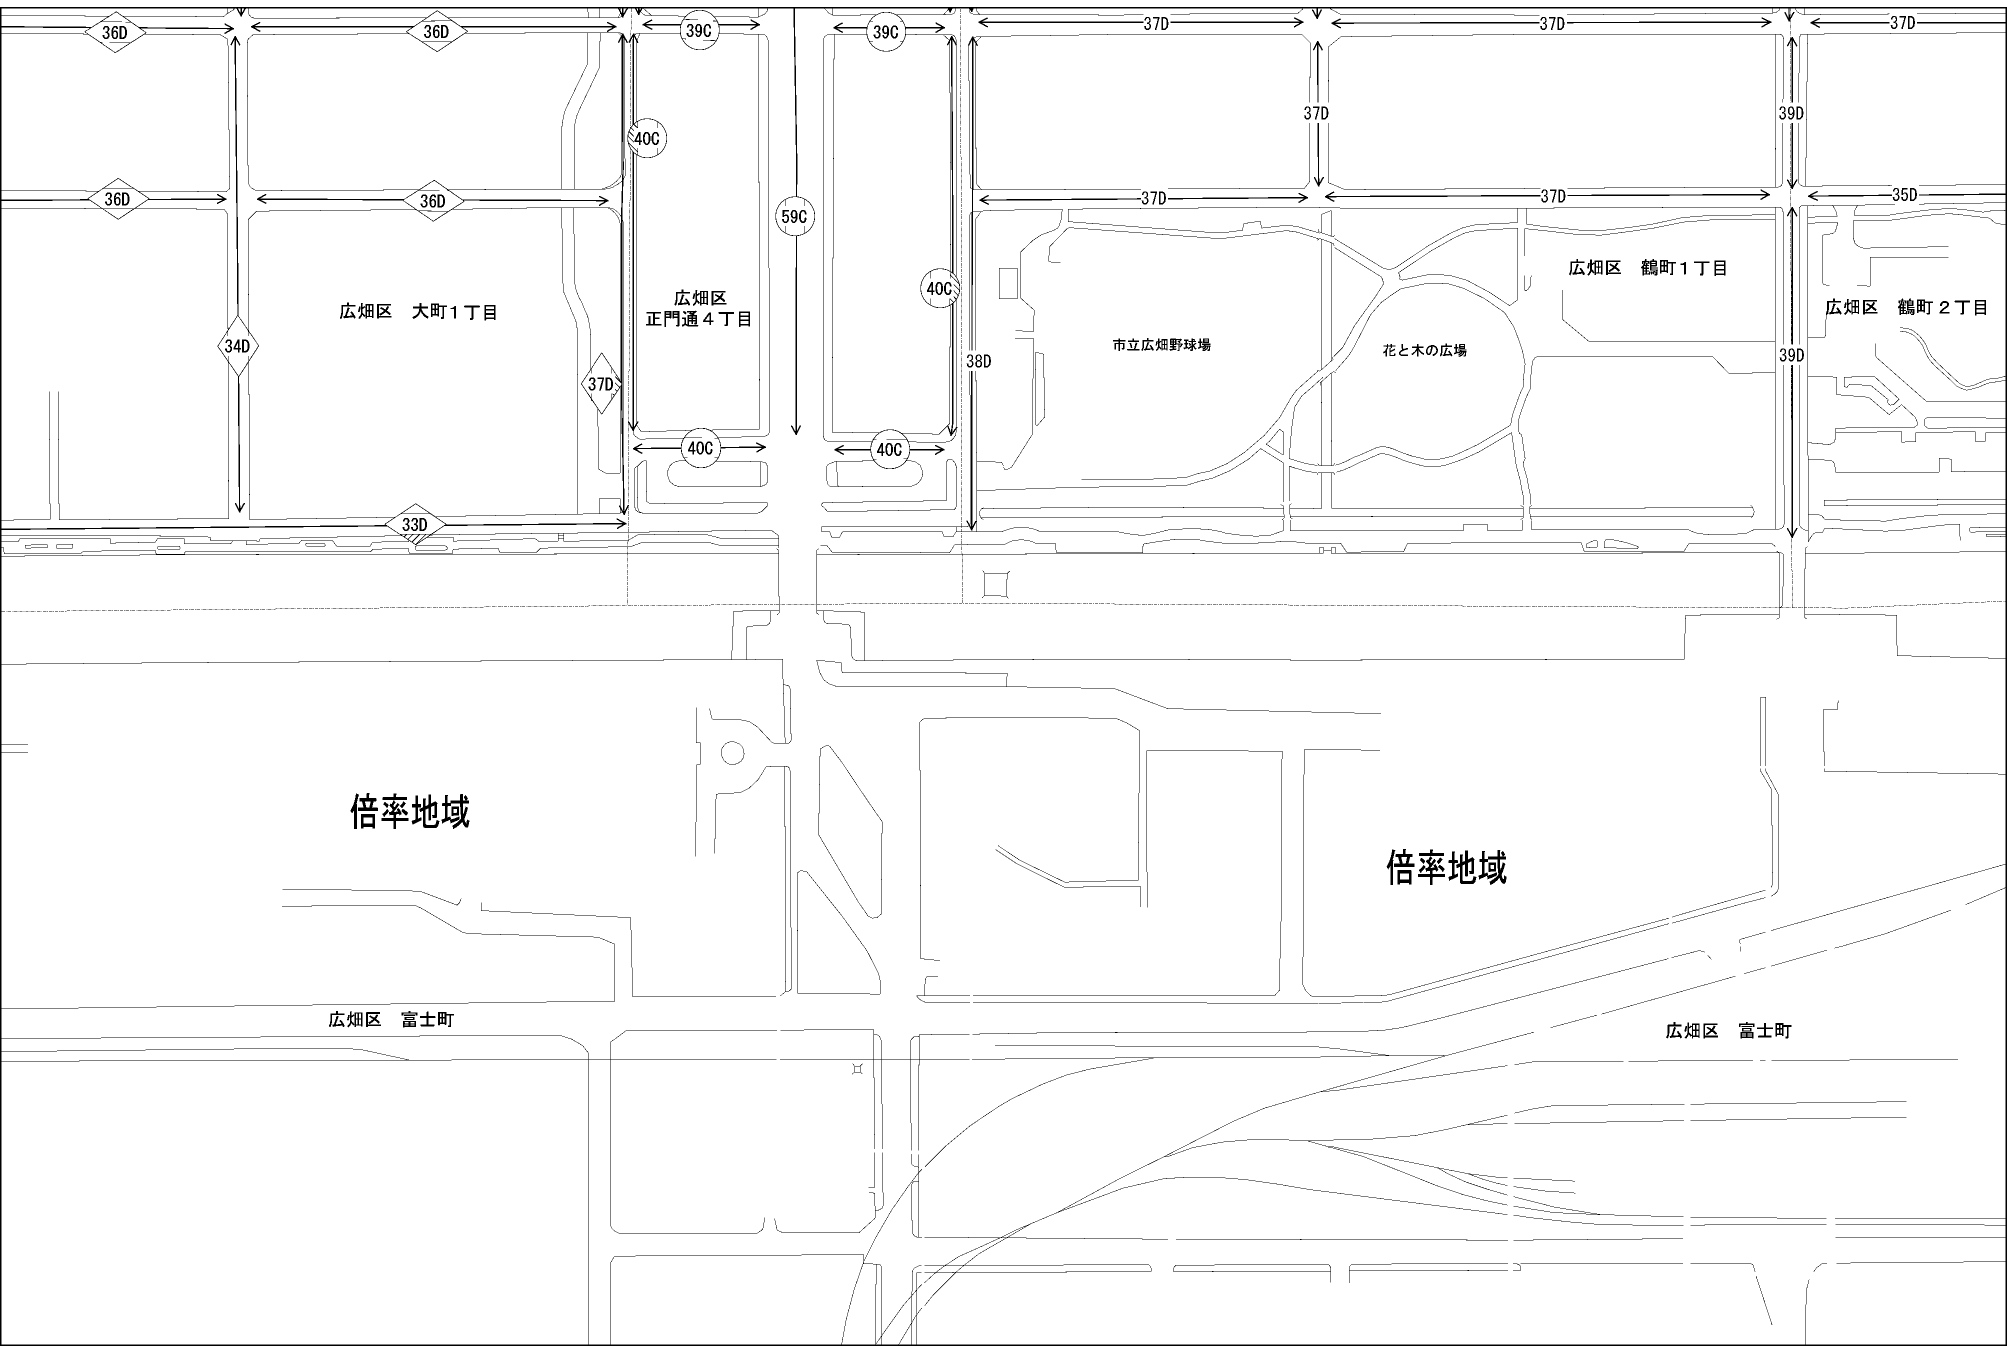 36D
36D
39C
39C
37D
37D
37D
40C
37D
39D
36D
36D
59C
37D
37D
35D
広畑区　大町１丁目
広畑区
正門通４丁目
40C
広畑区　鶴町１丁目
広畑区　鶴町２丁目
34D
37D
38D
市立広畑野球場
花と木の広場
39D
40C
40C
33D
倍率地域
倍率地域
広畑区　富士町
広畑区　富士町